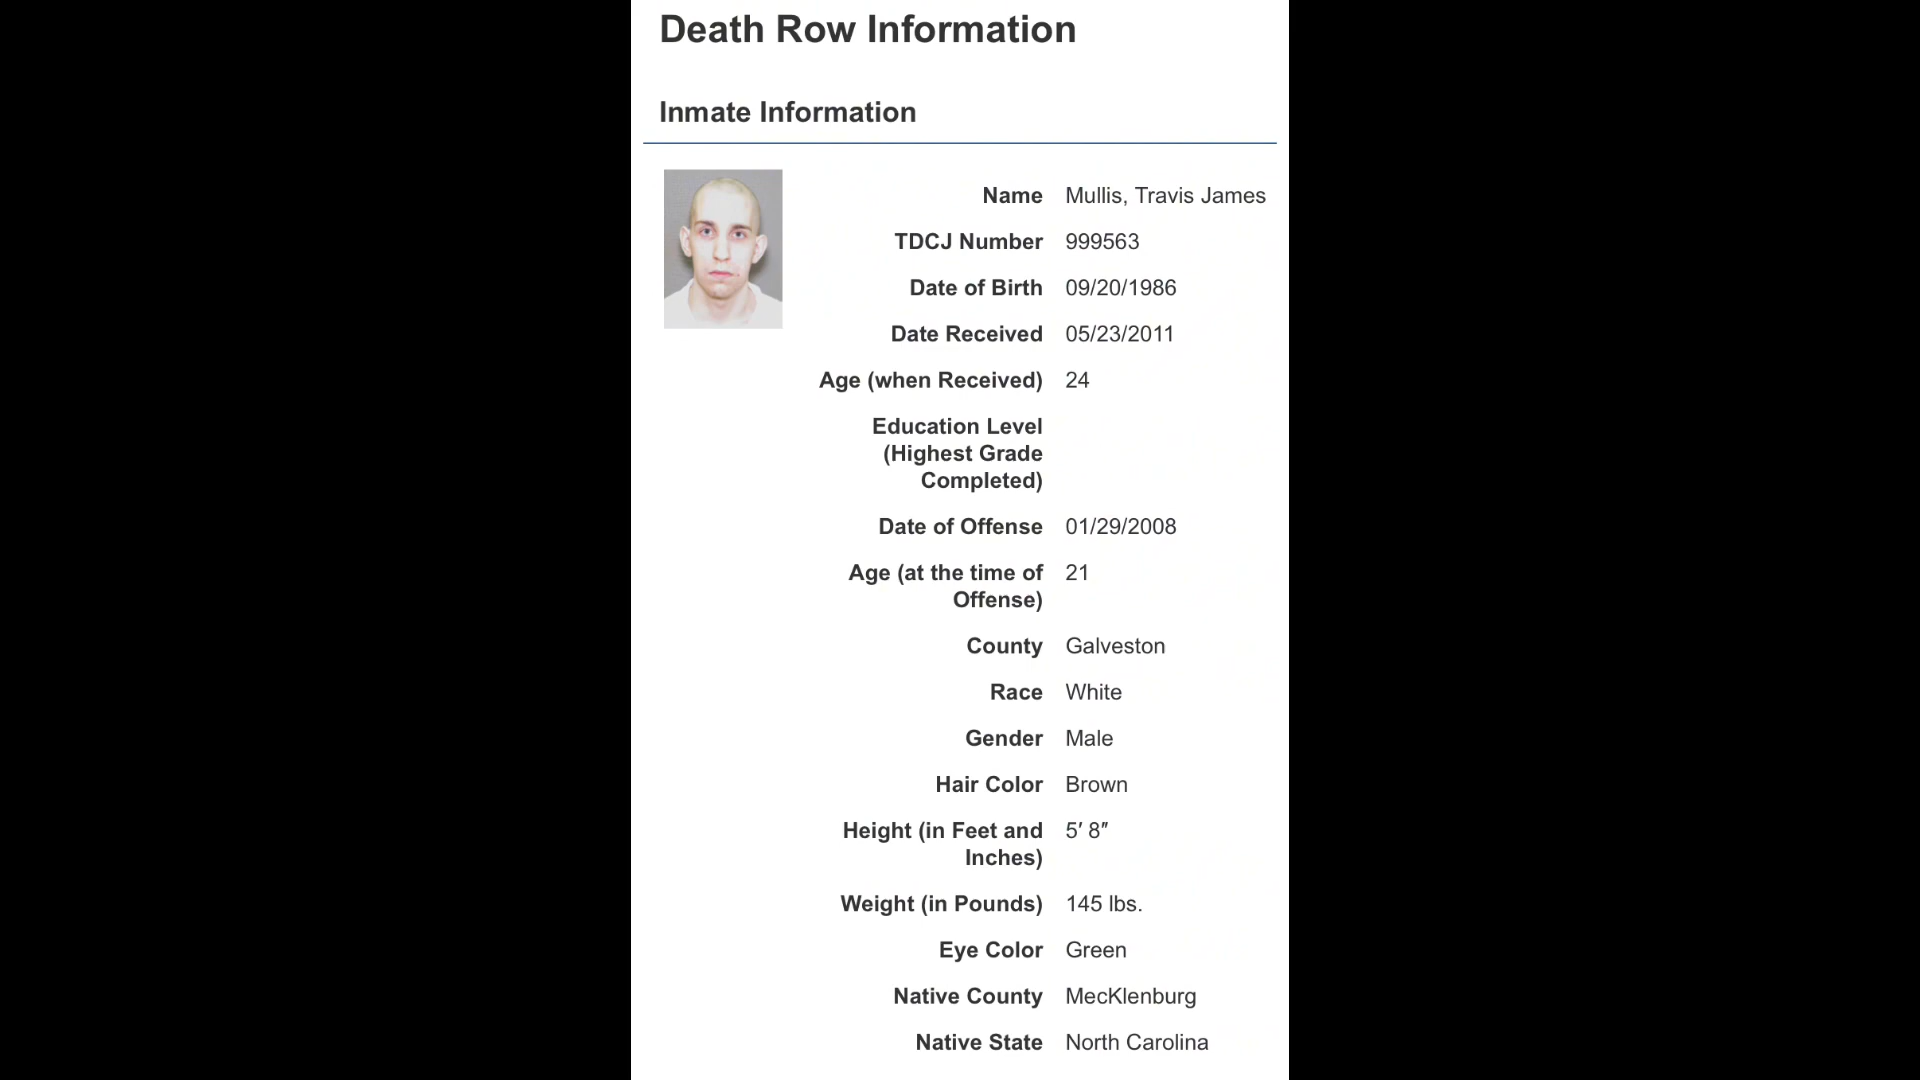 Death Row Information
Inmate Information
Name Mullis, Travis James
TDCJ Number 999563
Date of Birth 09/20/1986
Date Received 05/23/2011
Age (when Received) 24
Education Level
(Highest Grade
Completed)
Date of Offense 01/29/2008
Age (at the time of 21
Offense)
County Galveston
Race White
Gender Male
Hair Color Brown
Height (in Feet and 5′ 8″
Inches)
Weight (in Pounds) 145 lbs.
Eye Color Green
Native County MecKlenburg
Native State North Carolina